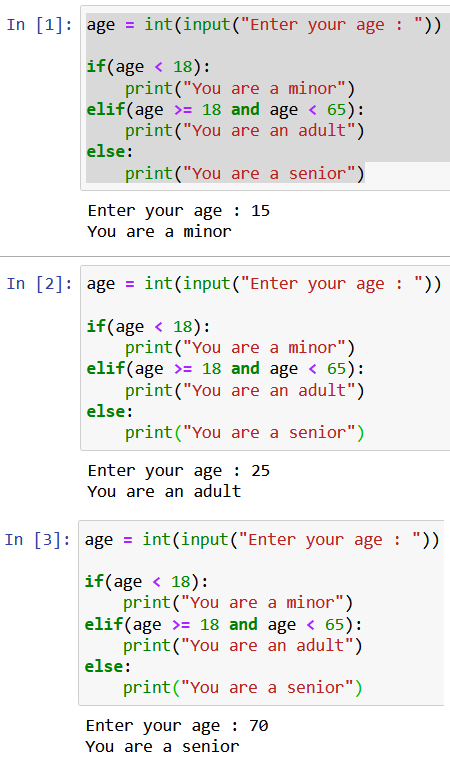 In [1]: age = int(input("Enter your age : "))
if(age < 18):
    print("You are a minor")
elif(age >= 18 and age < 65):
    print("You are an adult")
else:
    print("You are a senior")
Enter your age : 15
You are a minor
In [2]: age = int(input("Enter your age : "))
if(age < 18):
    print("You are a minor")
elif(age >= 18 and age < 65):
    print("You are an adult")
else:
    print("You are a senior")
Enter your age : 25
You are an adult
In [3]: age = int(input("Enter your age : "))
if(age < 18):
    print("You are a minor")
elif(age >= 18 and age < 65):
    print("You are an adult")
else:
    print("You are a senior")
Enter your age : 70
You are a senior